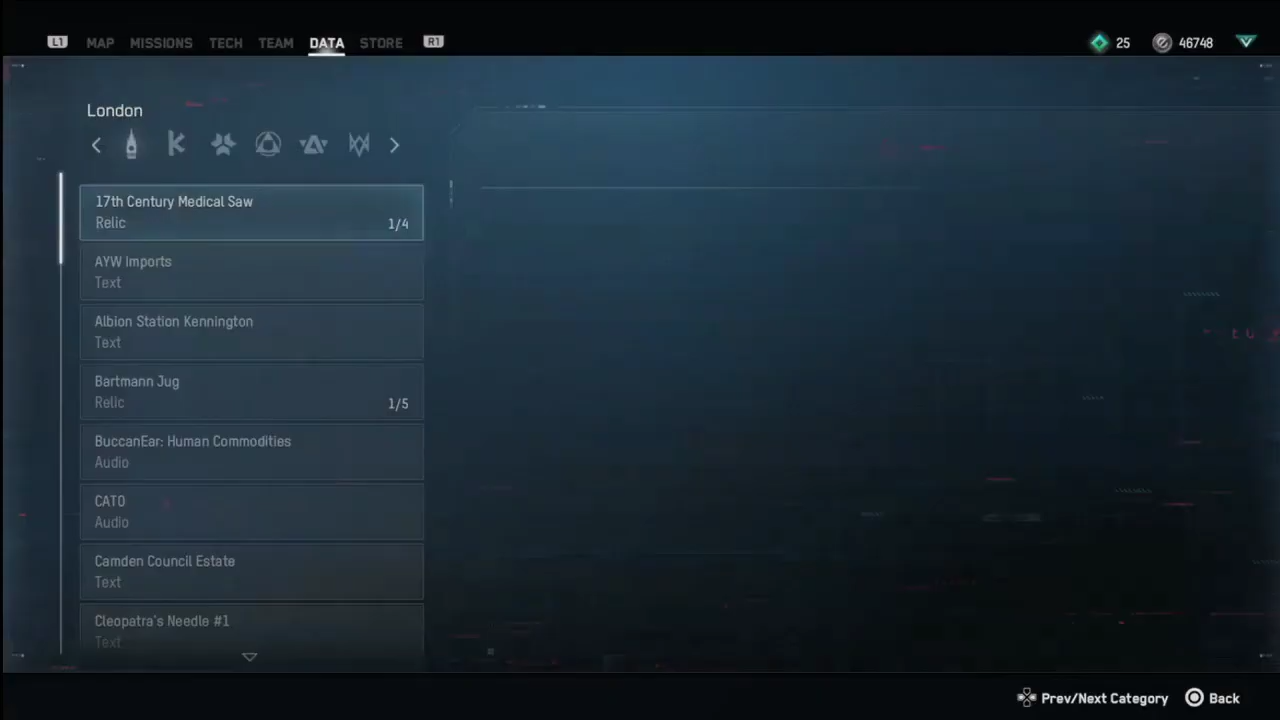 L1 MAP MISSIONS TECH TEAM DATA STORE R1 25 46748
London
17th Century Medical Saw
Relic 1/4
AYW Imports
Text
Albion Station Kennington
Text
Bartmann Jug
Relic 1/5
BuccanEar: Human Commodities
Audio
CATO
Audio
Camden Council Estate
Text
Cleopatra's Needle #1
Text
Prev/Next Category Back